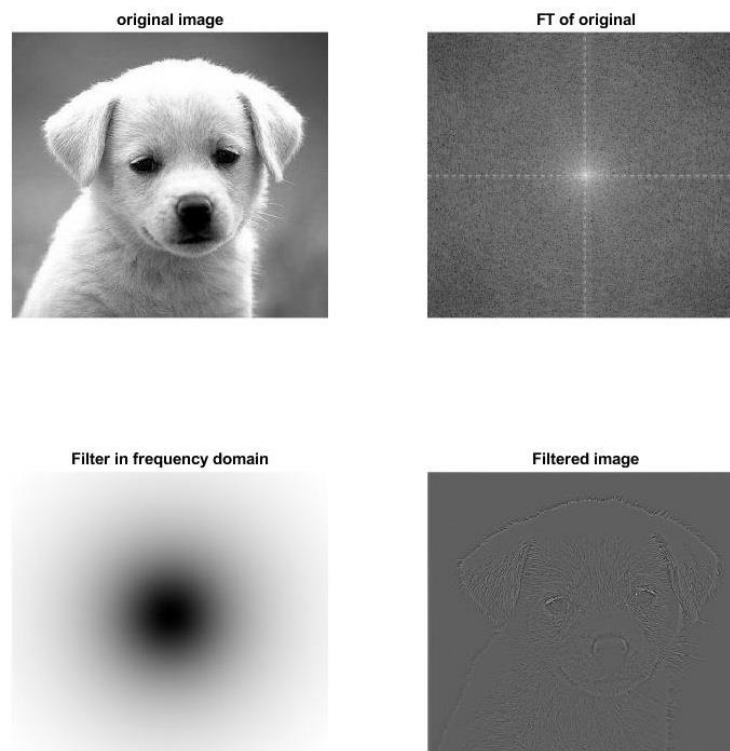 original image
FT of original
Filter in frequency domain
Filtered image